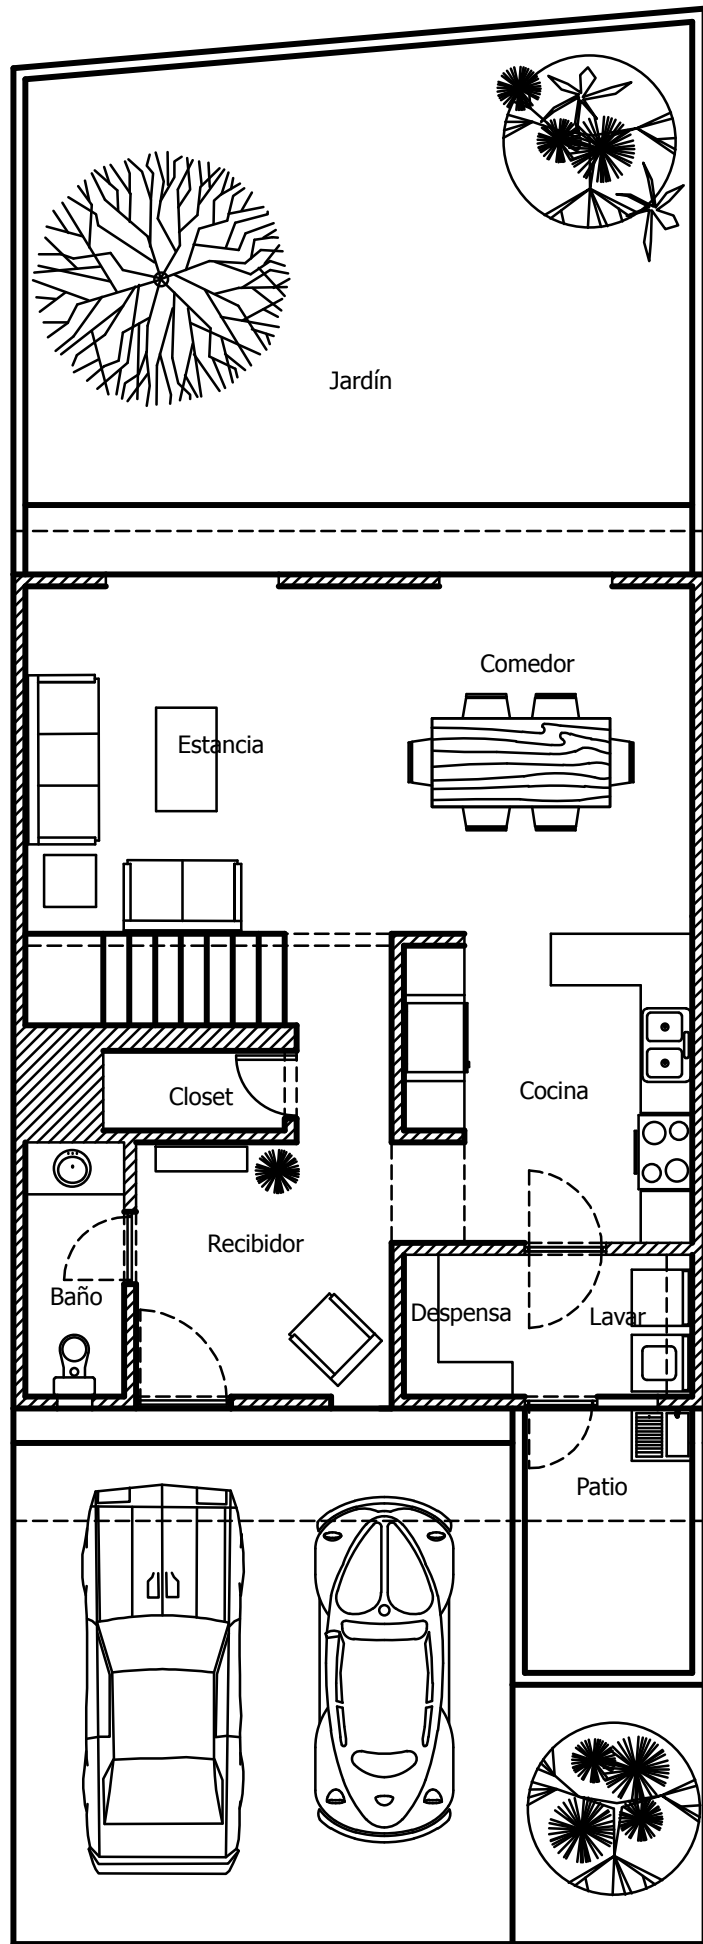 Jardín
Comedor
Estancia
Cocina
Closet
Recibidor
Baño
Despensa
Lavar
Patio